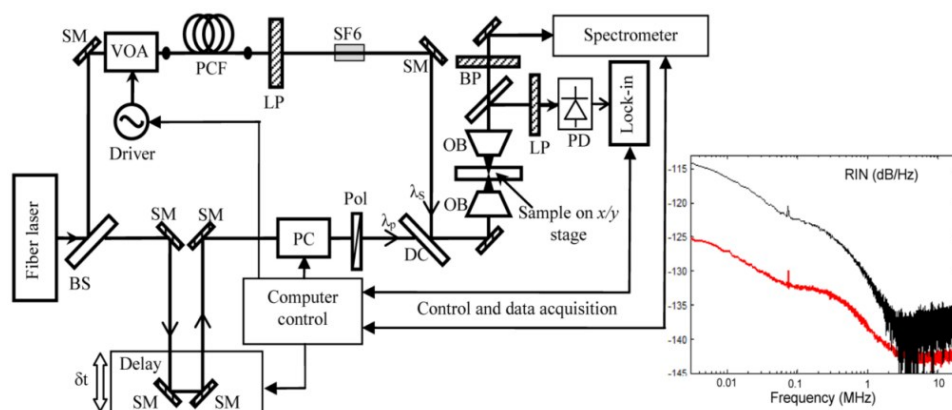 SM
VOA
PCF
LP
SF6
SM
Driver
BP
Spectrometer
LP
PD
Lock-in
OB
OB
Sample on x/y
stage
Fiber laser
BS
SM
SM
PC
Pol
λp
λS
DC
Computer
control
Control and data acquisition
δt
Delay
SM
SM
RIN (dB/Hz)
-115
-120
-125
-130
-135
-140
-145
0.01
0.1
1
10
Frequency (MHz)